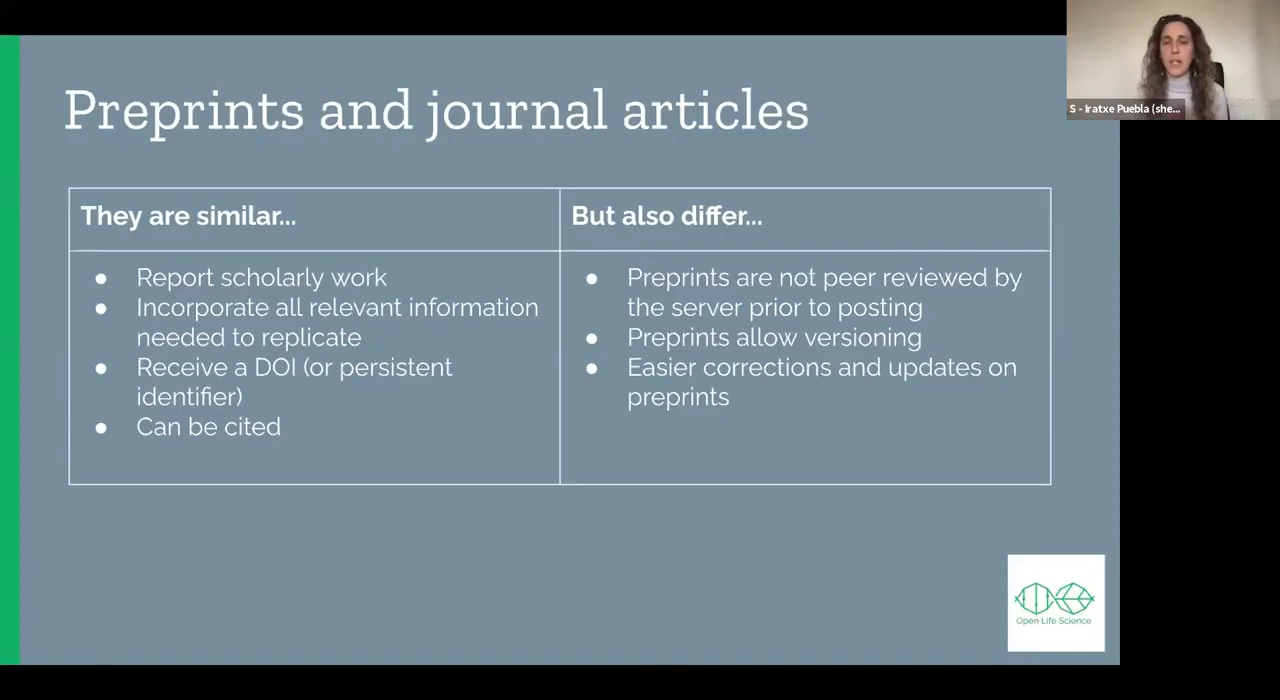 Preprints and journal articles
S - Iratxe Puebla (she...
They are similar...
But also differ...
● Report scholarly work
● Incorporate all relevant information
needed to replicate
● Receive a DOI (or persistent
identifier)
● Can be cited
● Preprints are not peer reviewed by
the server prior to posting
● Preprints allow versioning
● Easier corrections and updates on
preprints
Open Life Science